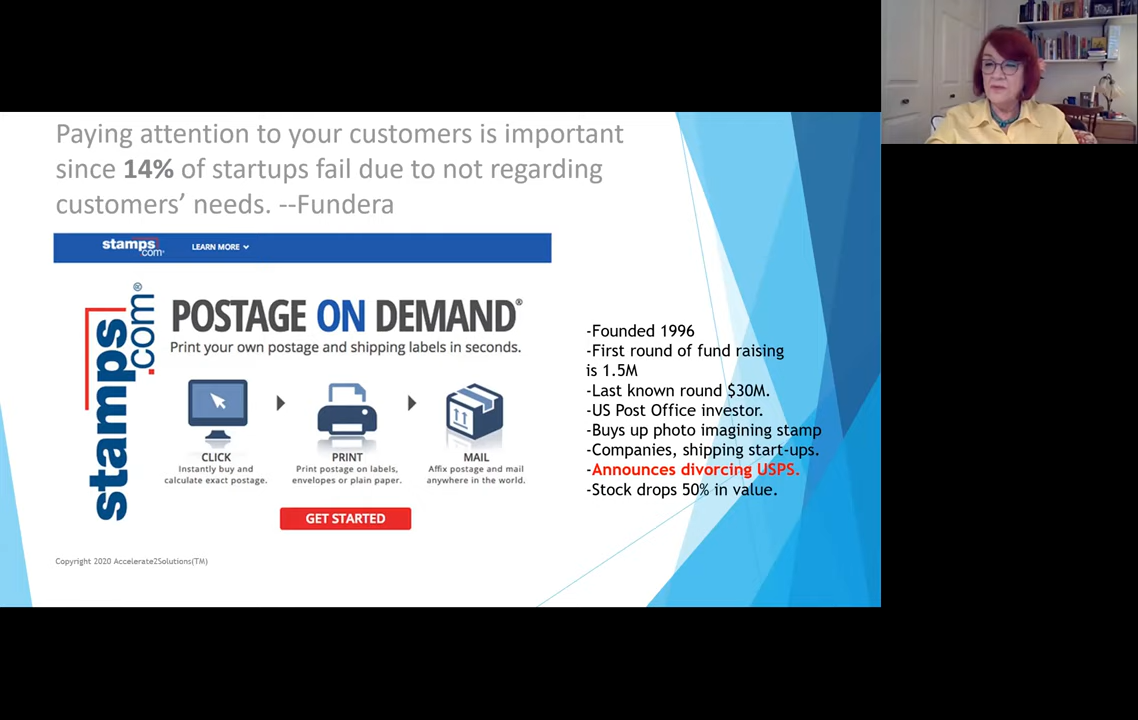 Paying attention to your customers is important
since 14% of startups fail due to not regarding
customers' needs. --Fundera
stamps
.com®
LEARN MORE
stamps.com®
POSTAGE ON DEMAND®
Print your own postage and shipping labels in seconds.
CLICK
Instantly buy and
calculate exact postage.
PRINT
Print postage on labels,
envelopes or plain paper.
MAIL
Affix postage and mail
anywhere in the world.
GET STARTED
-Founded 1996
-First round of fund raising
is 1.5M
-Last known round $30M.
-US Post Office investor.
-Buys up photo imagining stamp
-Companies, shipping start-ups.
-Announces divorcing USPS.
-Stock drops 50% in value.
Copyright 2020 Accelerate2Solutions(TM)